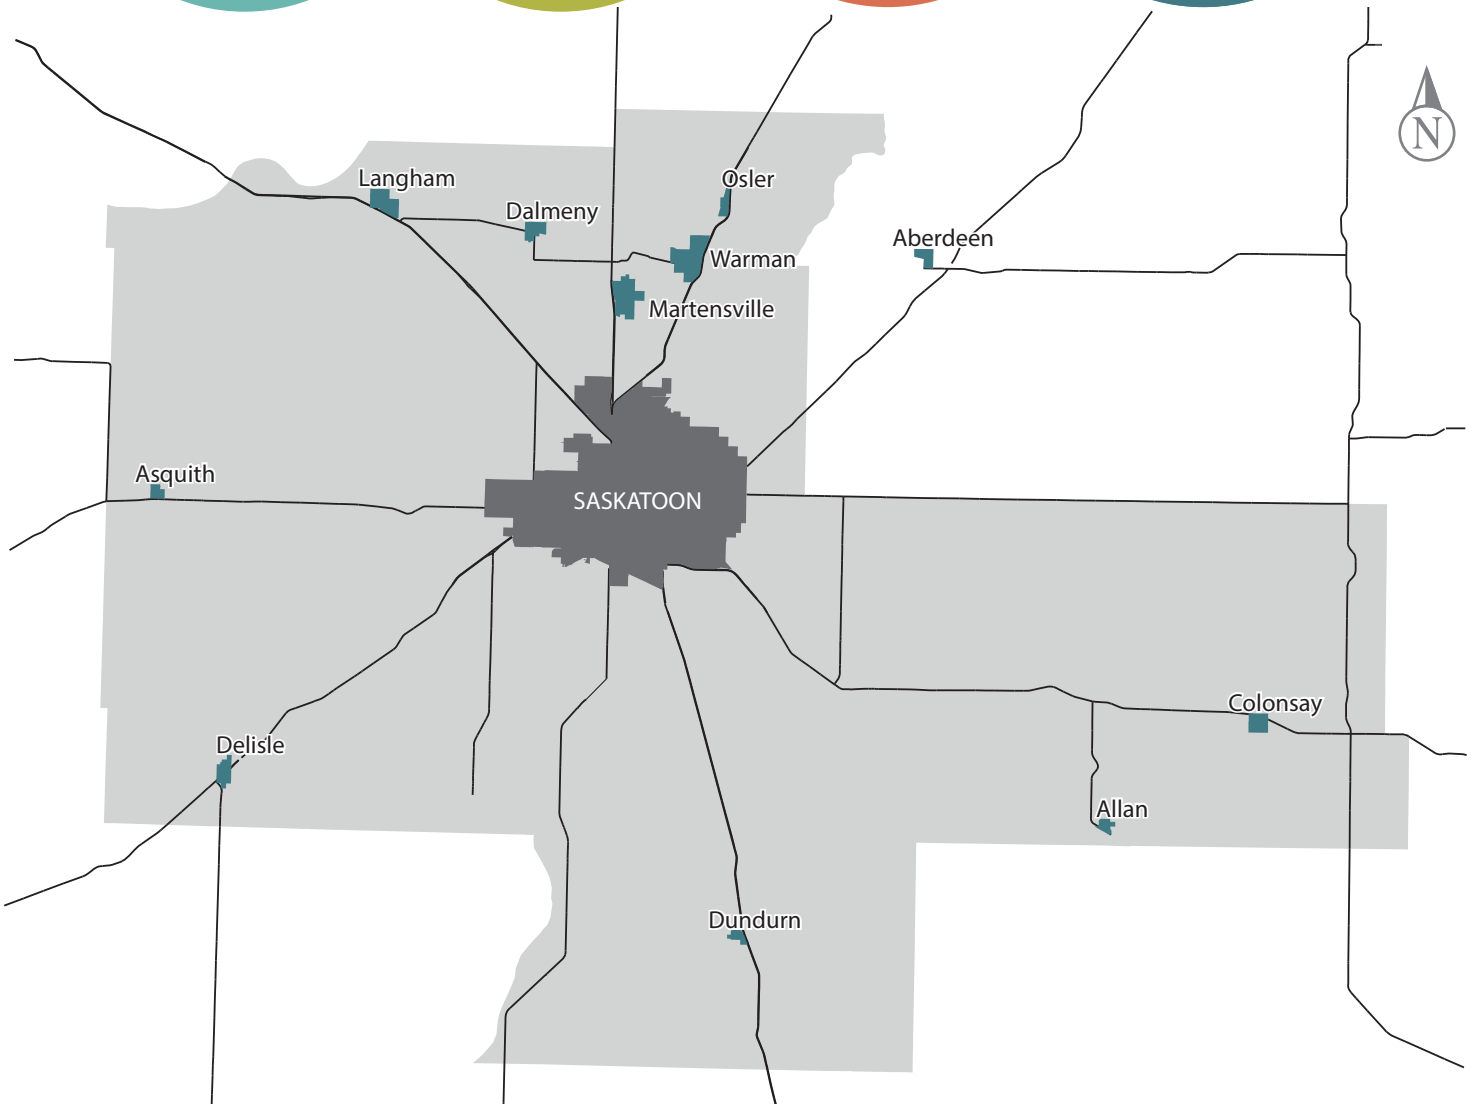 N
Langham
Osler
Dalmeny
Aberdeen
Warman
Martensville
Asquith
SASKATOON
Colonsay
Delisle
Allan
Dundurn